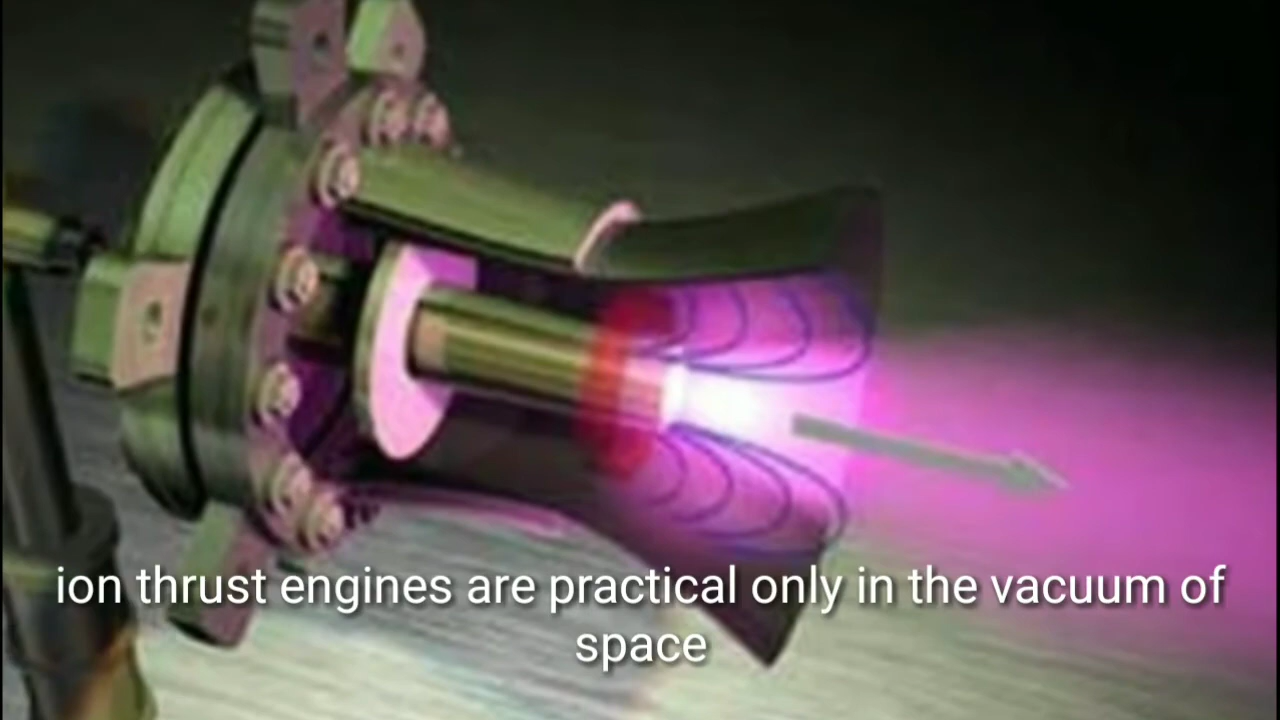 ion thrust engines are practical only in the vacuum of
space